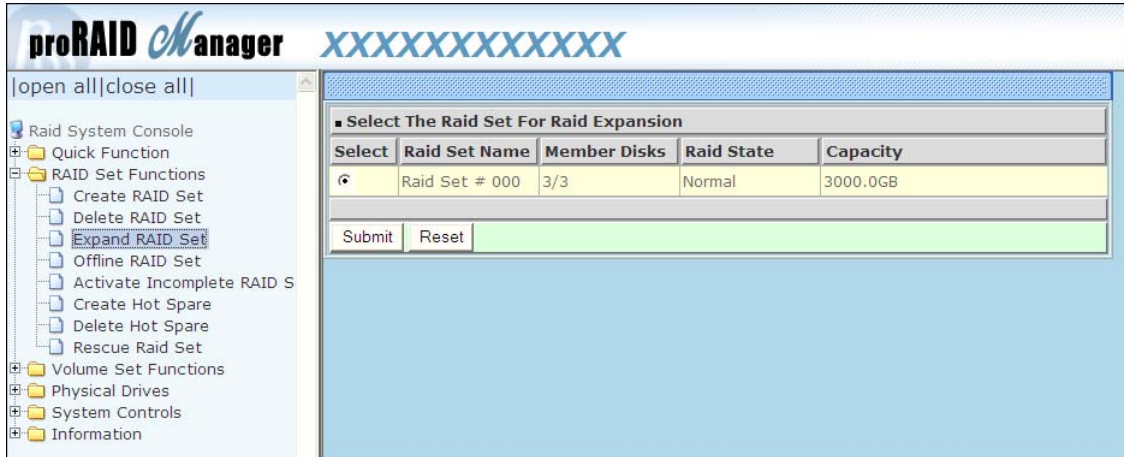 proRAID Manager XXXXXXXXXXXX
|open all|close all|
Raid System Console
Quick Function
RAID Set Functions
Create RAID Set
Delete RAID Set
Expand RAID Set
Offline RAID Set
Activate Incomplete RAID S
Create Hot Spare
Delete Hot Spare
Rescue Raid Set
Volume Set Functions
Physical Drives
System Controls
Information
Select The Raid Set For Raid Expansion
Select Raid Set Name Member Disks Raid State Capacity
Raid Set # 000 3/3 Normal 3000.0GB
Submit Reset